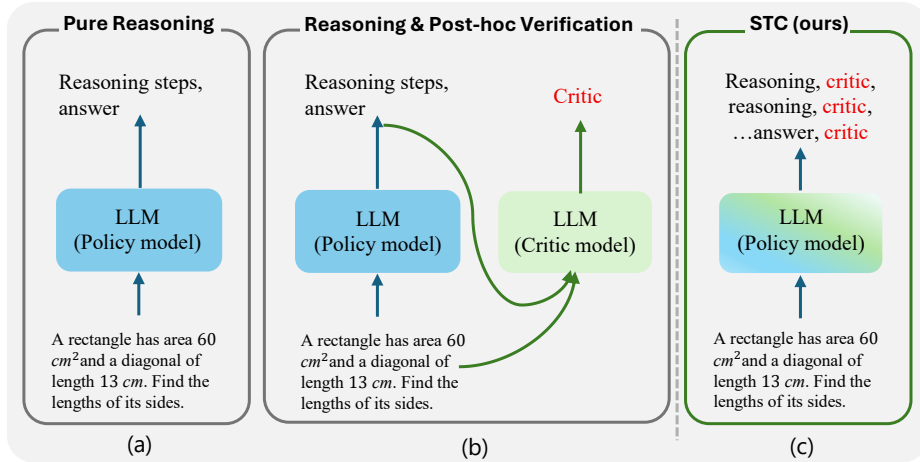 Pure Reasoning
Reasoning steps,
answer
LLM
(Policy model)
A rectangle has area 60
cm²and a diagonal of
length 13 cm. Find the
lengths of its sides.
(a)
Reasoning & Post-hoc Verification
Reasoning steps,
answer
Critic
LLM
(Policy model)
LLM
(Critic model)
A rectangle has area 60
cm²and a diagonal of
length 13 cm. Find the
lengths of its sides.
(b)
STC (ours)
Reasoning, critic,
reasoning, critic,
…answer, critic
LLM
(Policy model)
A rectangle has area 60
cm²and a diagonal of
length 13 cm. Find the
lengths of its sides.
(c)